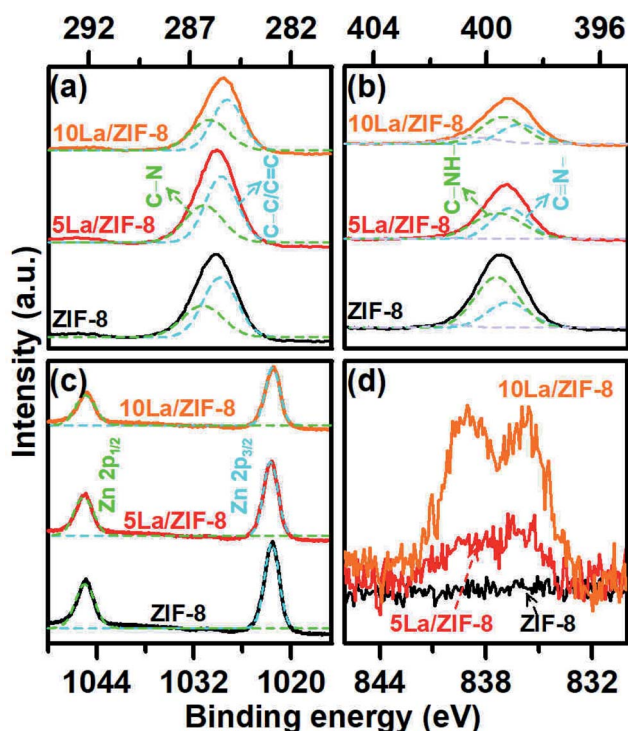 292 287 282
404 400 396
(a)
10La/ZIF-8
C−N
C−C/C=C
5La/ZIF-8
ZIF-8
(b)
10La/ZIF-8
C−NH−
C=N−
5La/ZIF-8
ZIF-8
Intensity (a.u.)
(c)
10La/ZIF-8
Zn 2p1/2
Zn 2p3/2
5La/ZIF-8
ZIF-8
(d)
10La/ZIF-8
5La/ZIF-8
ZIF-8
1044 1032 1020
844 838 832
Binding energy (eV)